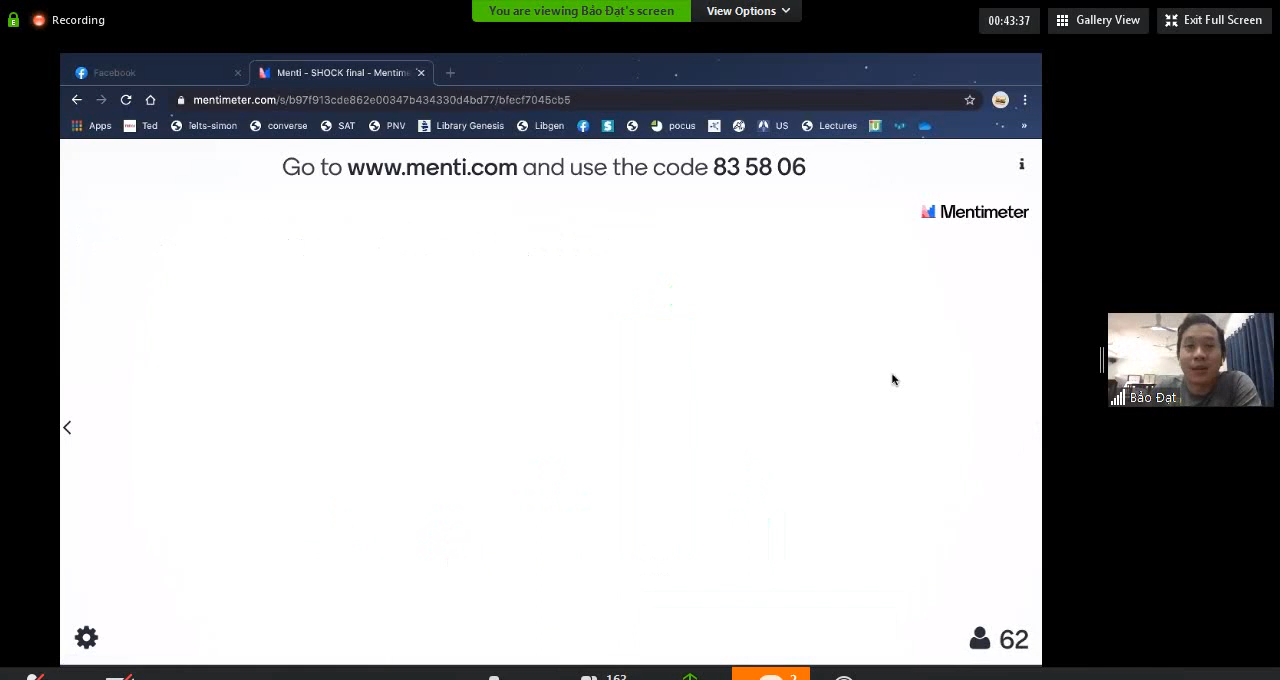 Recording
You are viewing Bảo Đạt's screen
View Options
00:43:37
Gallery View
Exit Full Screen
Facebook
Menti - SHOCK final - Mentime
mentimeter.com/s/b97f913cde862e00347b434330d4bd77/bfecf7045cb5
Apps
Ted
Ielts-simon
converse
SAT
PNV
Library Genesis
Libgen
pocus
US
Lectures
»
Go to www.menti.com and use the code 83 58 06
Mentimeter
Bảo Đạt
62
163
2